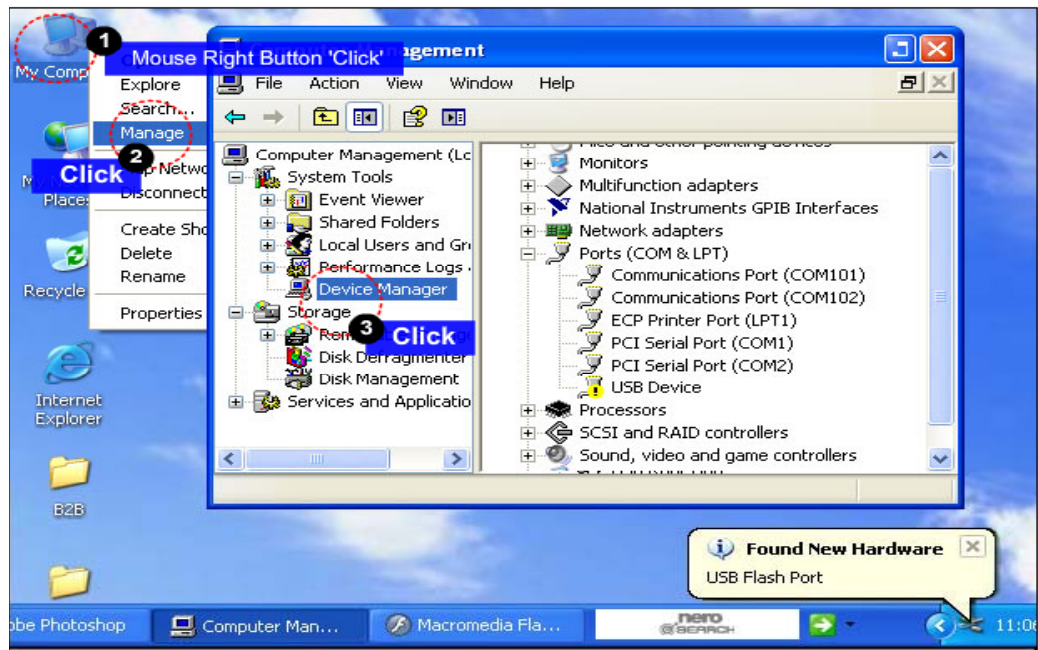 My Comp
1
Mouse Right Button 'Click'
Explore
Search...
Manage
2
Click
Places
Disconnect
Create Sho
Delete
Rename
Properties
Recycle
Internet
Explorer
B2B
agement
File Action View Window Help
Computer Management (Lc
System Tools
Event Viewer
Shared Folders
Local Users and Gr
Performance Logs
Device Manager
Storage
3
Click
Disk Defragmenter
Disk Management
Services and Applicatio
Monitors
Multifunction adapters
National Instruments GPIB Interfaces
Network adapters
Ports (COM & LPT)
Communications Port (COM101)
Communications Port (COM102)
ECP Printer Port (LPT1)
PCI Serial Port (COM1)
PCI Serial Port (COM2)
USB Device
Processors
SCSI and RAID controllers
Sound, video and game controllers
Found New Hardware
USB Flash Port
obe Photoshop
Computer Man...
Macromedia Fla...
nero
SEARCH
11:06